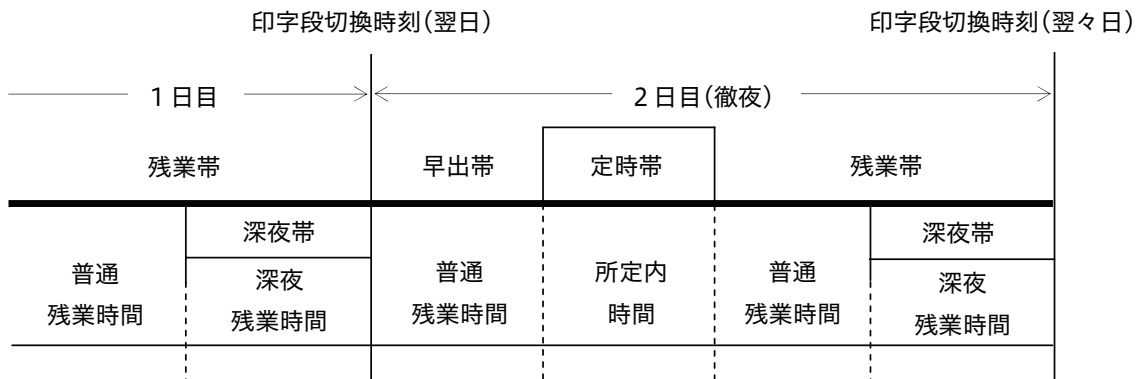 印字段切換時刻(翌日) 印字段切換時刻(翌々日)
1日目 2日目(徹夜)
残業帯 早出帯 定時帯 残業帯
深夜帯 深夜帯
普通 深夜 普通 所定内 普通 深夜
残業時間 残業時間 残業時間 時間 残業時間 残業時間